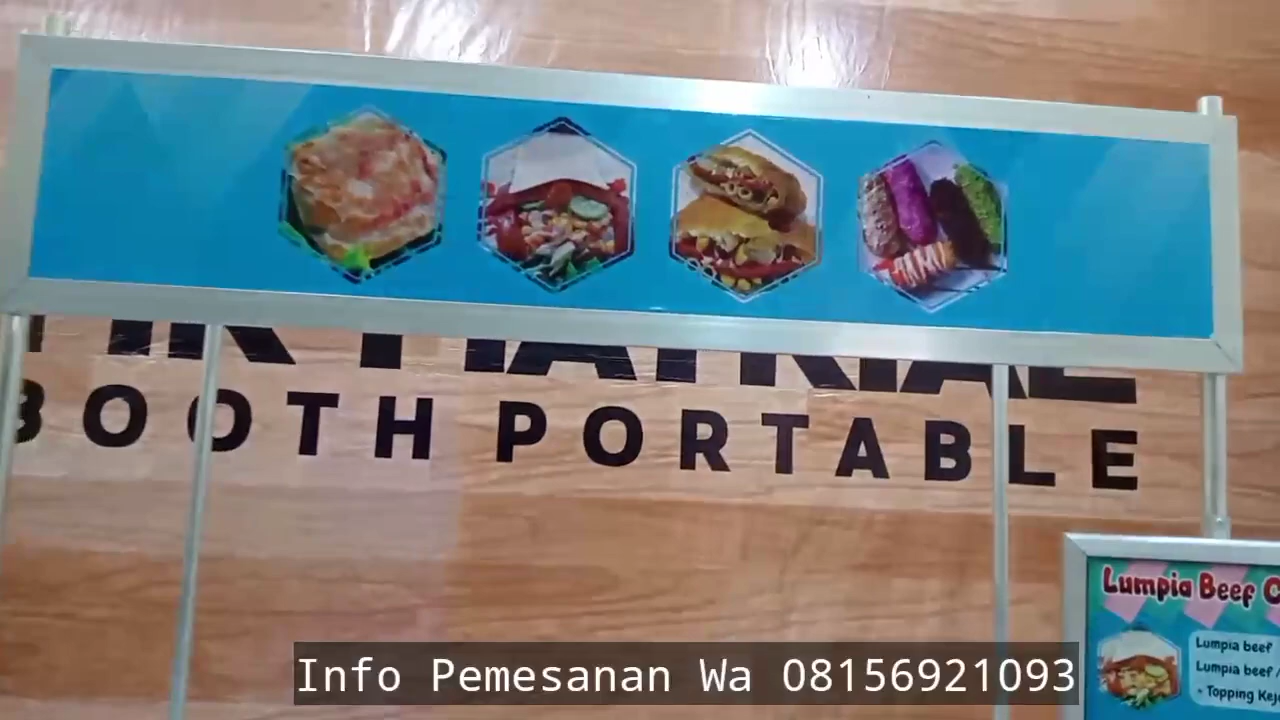 BOOTH PORTABLE
Lumpia Beef
Lumpia beef
Lumpia beef /
- Topping
Info Pemesanan Wa 08156921093